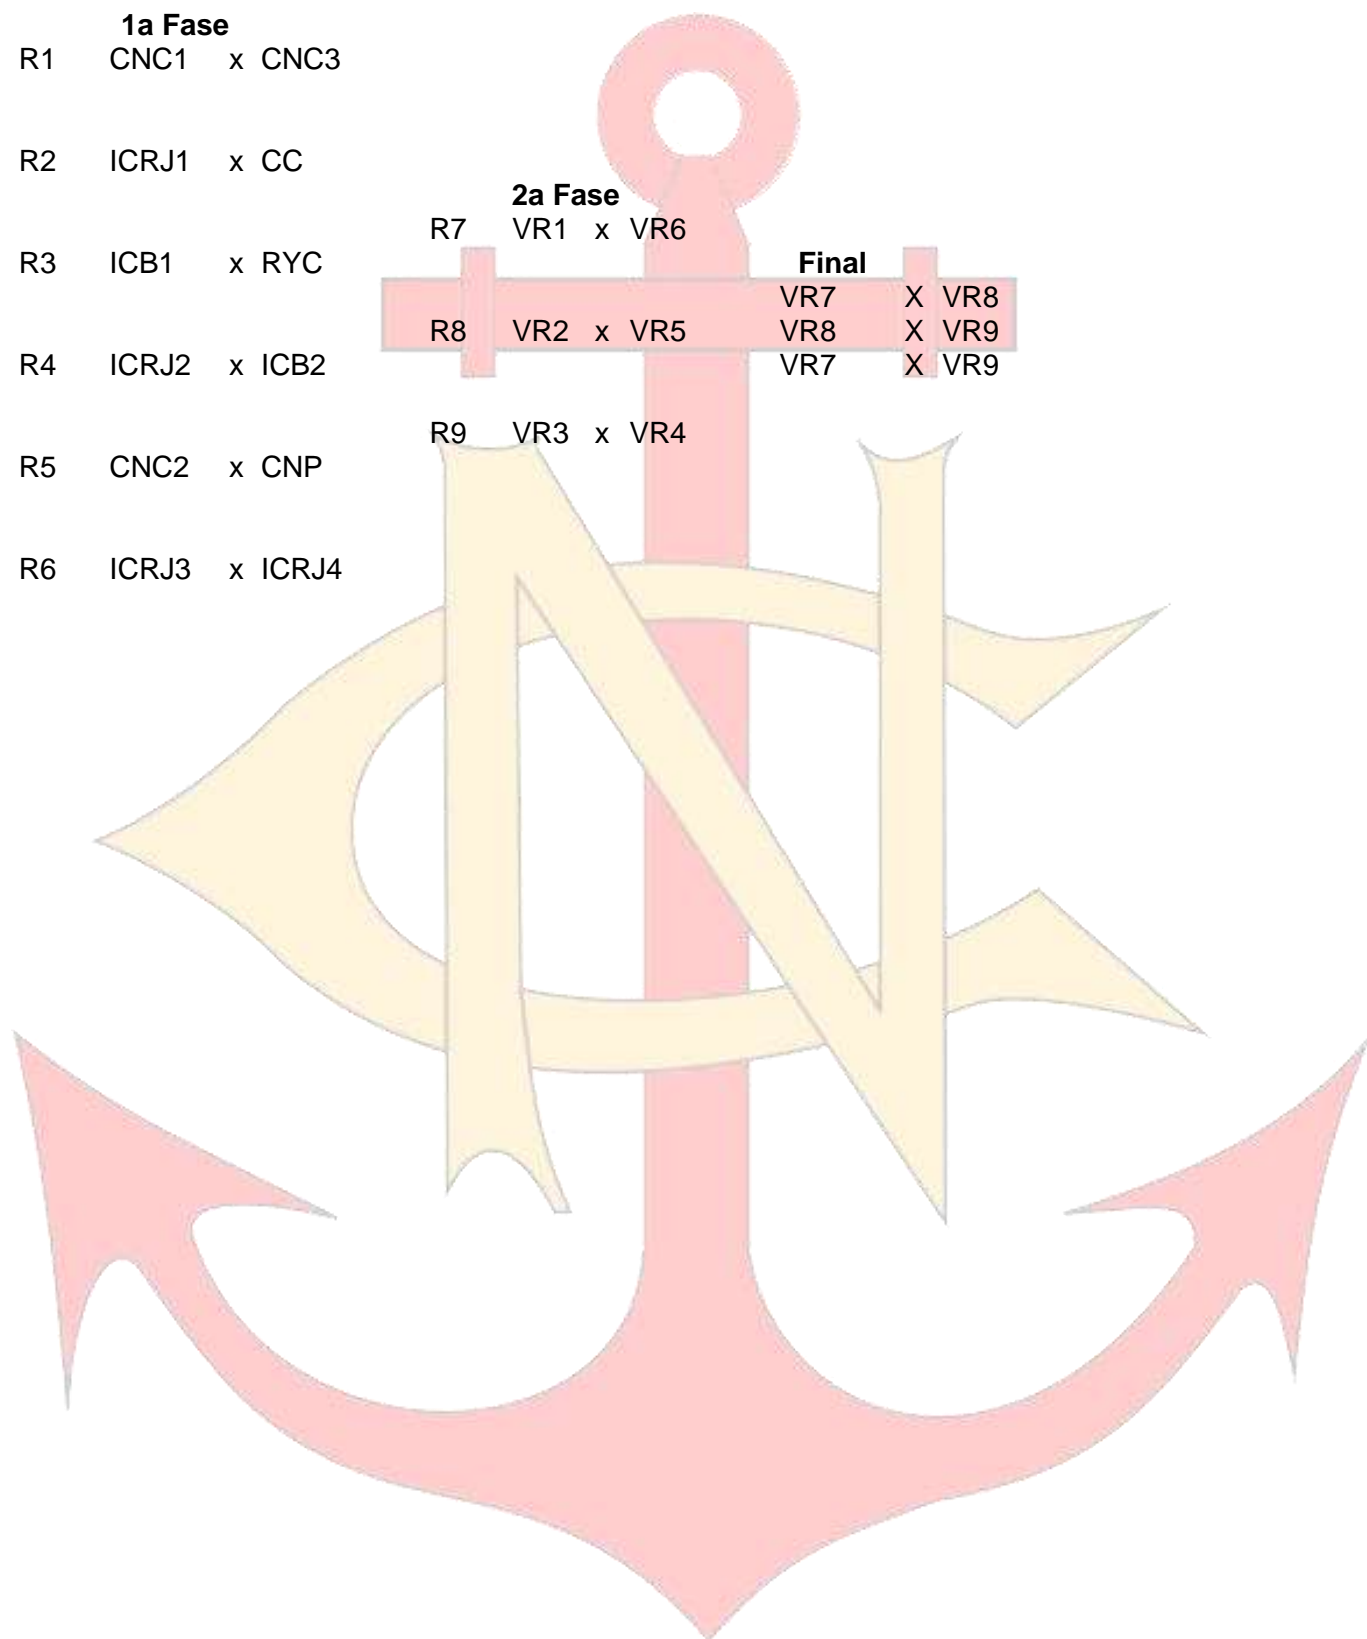 1a Fase
R1 CNC1 x CNC3
R2 ICRJ1 x CC
2a Fase
R7 VR1 x VR6
R3 ICB1 x RYC Final
VR7 X VR8
R8 VR2 x VR5 VR8 X VR9
R4 ICRJ2 x ICB2 VR7 X VR9
R9 VR3 x VR4
R5 CNC2 x CNP
R6 ICRJ3 x ICRJ4
CN